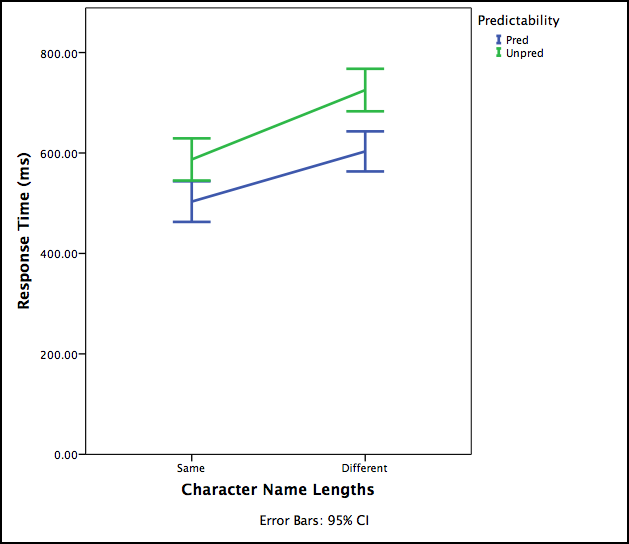 Predictability
Pred
Unpred
800.00
600.00
400.00
200.00
0.00
Response Time (ms)
Same Different
Character Name Lengths
Error Bars: 95% CI